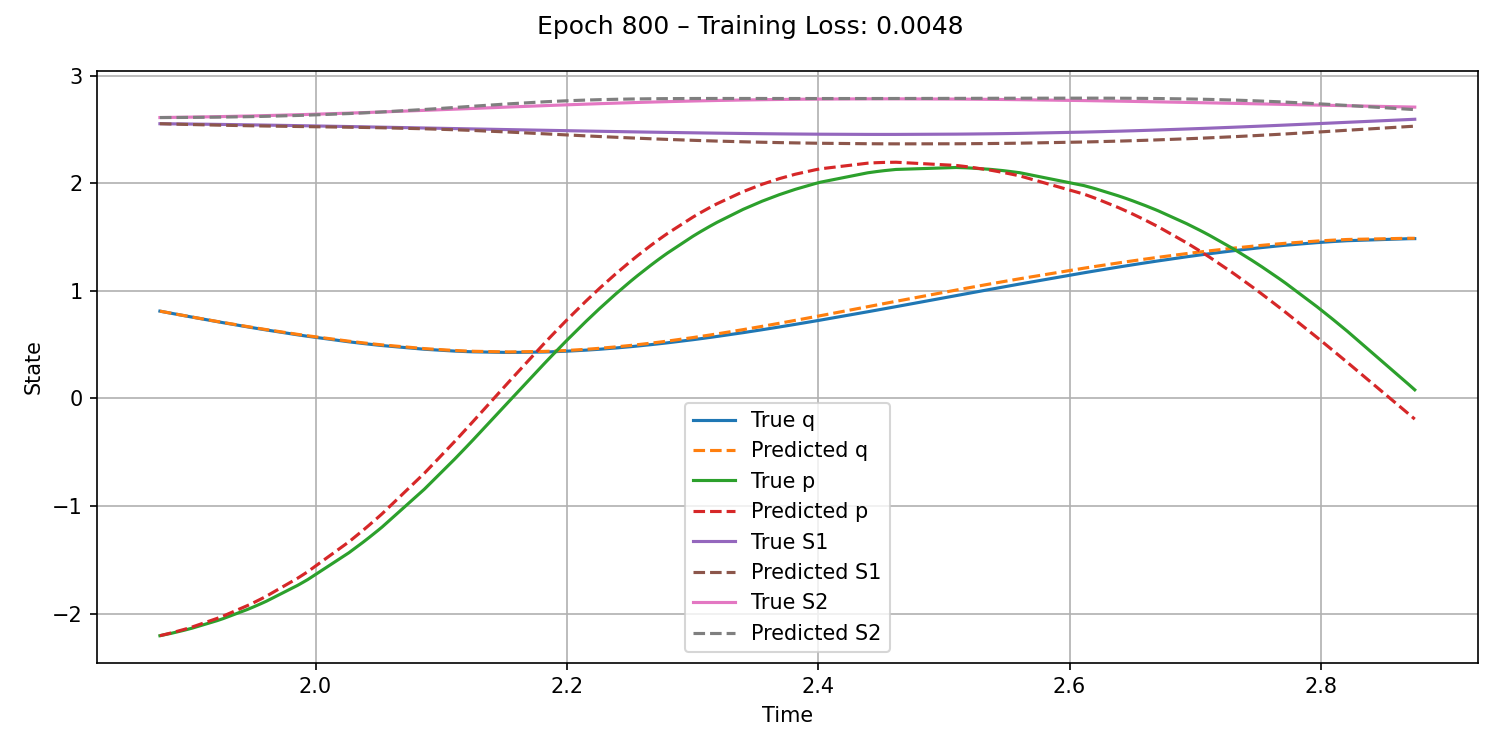 Epoch 800 – Training Loss: 0.0048
3
2
1
0
−1
−2
State
True q
Predicted q
True p
Predicted p
True S1
Predicted S1
True S2
Predicted S2
2.0 2.2 2.4 2.6 2.8
Time